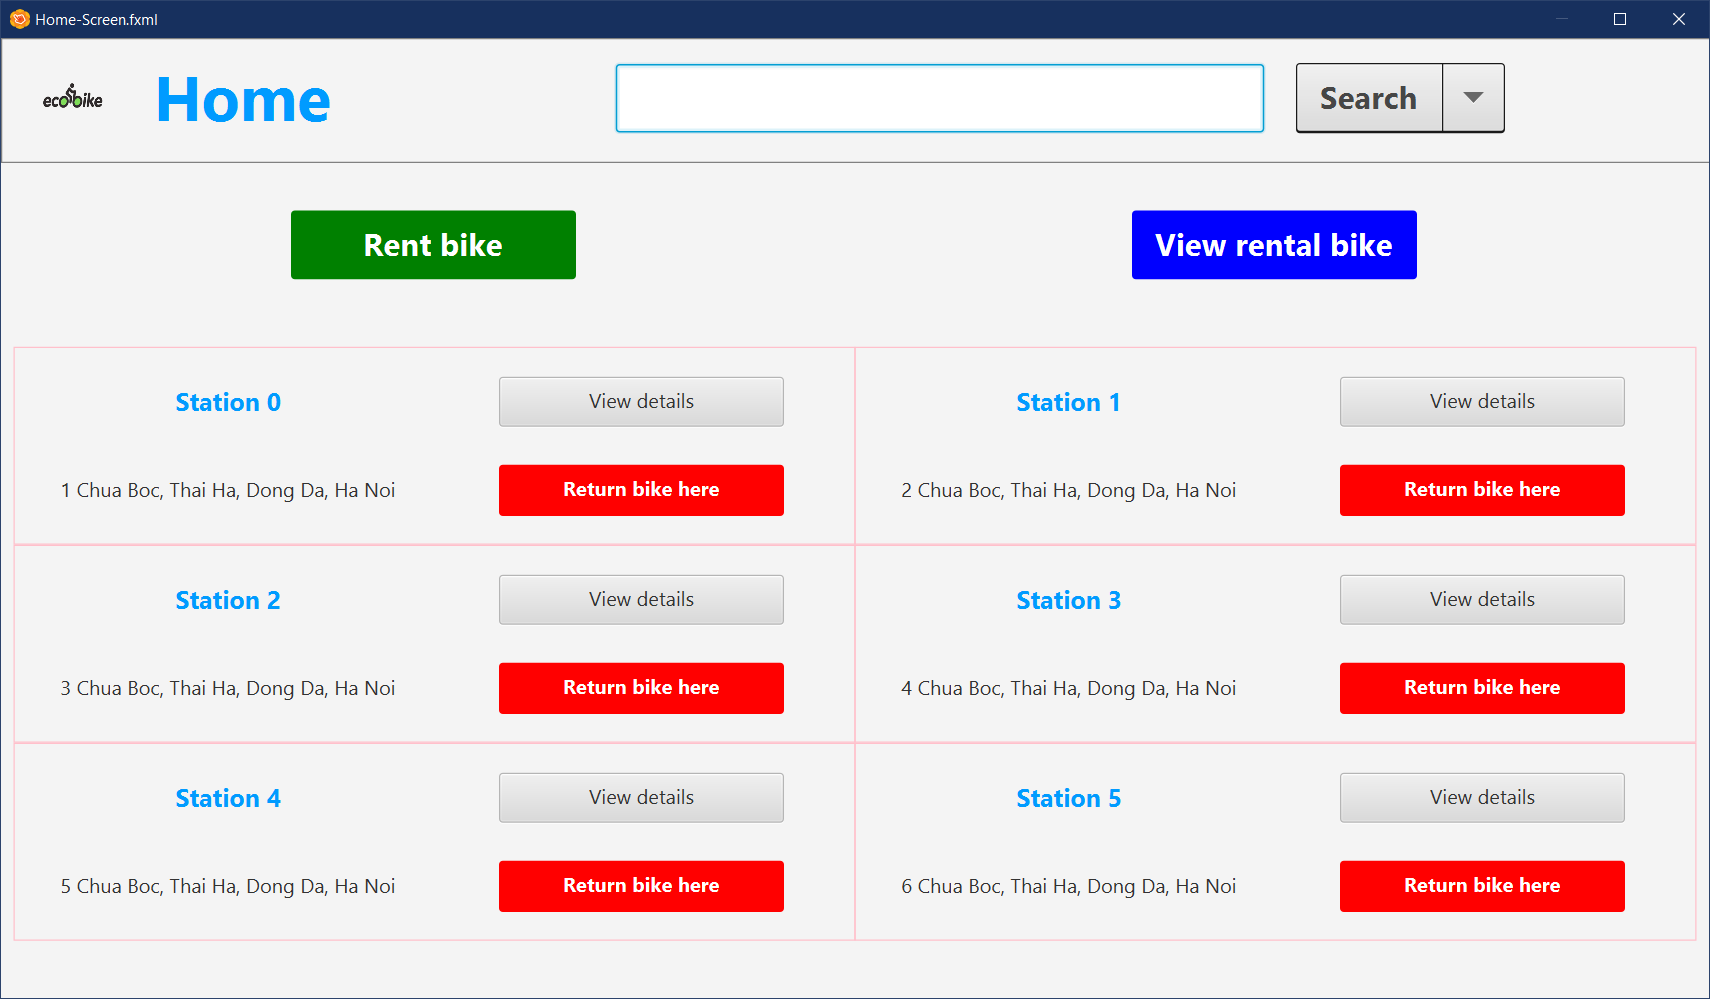 Home-Screen.fxml
ecobike
Home
Search
Rent bike
View rental bike
Station 0
View details
1 Chua Boc, Thai Ha, Dong Da, Ha Noi
Return bike here
Station 1
View details
2 Chua Boc, Thai Ha, Dong Da, Ha Noi
Return bike here
Station 2
View details
3 Chua Boc, Thai Ha, Dong Da, Ha Noi
Return bike here
Station 3
View details
4 Chua Boc, Thai Ha, Dong Da, Ha Noi
Return bike here
Station 4
View details
5 Chua Boc, Thai Ha, Dong Da, Ha Noi
Return bike here
Station 5
View details
6 Chua Boc, Thai Ha, Dong Da, Ha Noi
Return bike here